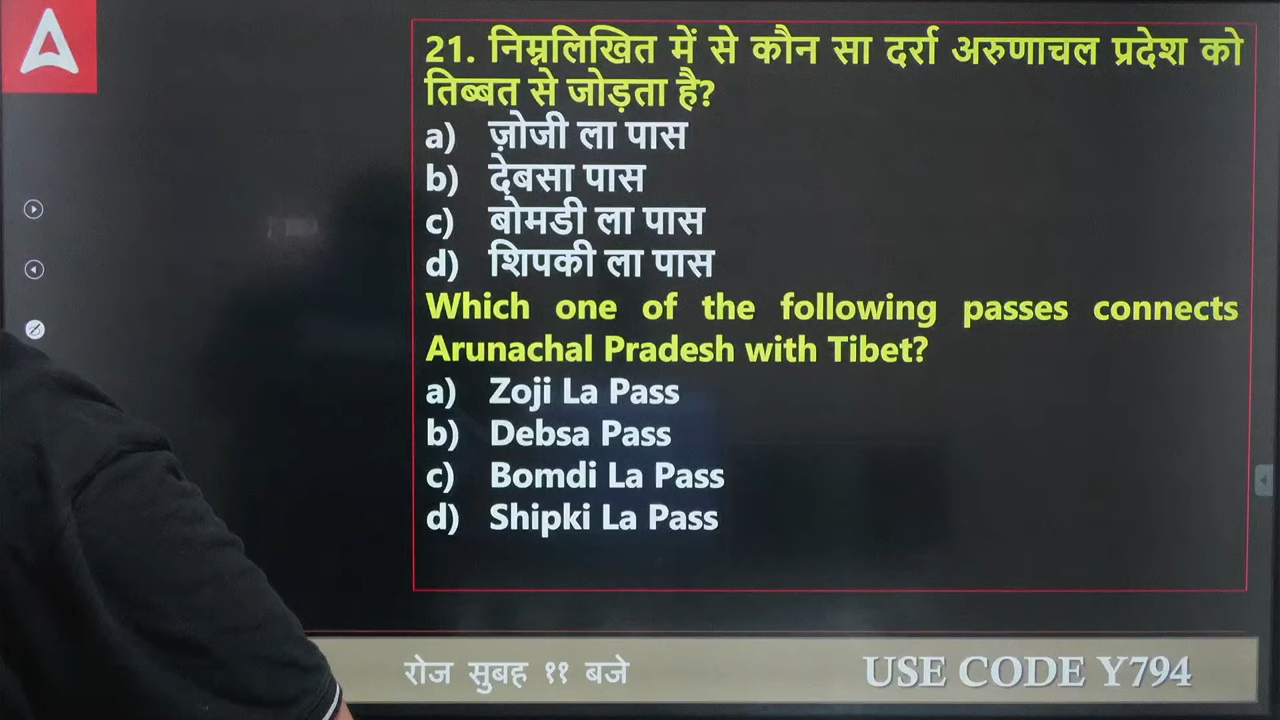 21. निम्नलिखित में से कौन सा दर्रा अरुणाचल प्रदेश को
तिब्बत से जोड़ता है?
a) ज़ोजी ला पास
b) देबसा पास
c) बोमडी ला पास
d) शिपकी ला पास
Which one of the following passes connects
Arunachal Pradesh with Tibet?
a) Zoji La Pass
b) Debsa Pass
c) Bomdi La Pass
d) Shipki La Pass
रोज सुबह ११ बजे
USE CODE Y794